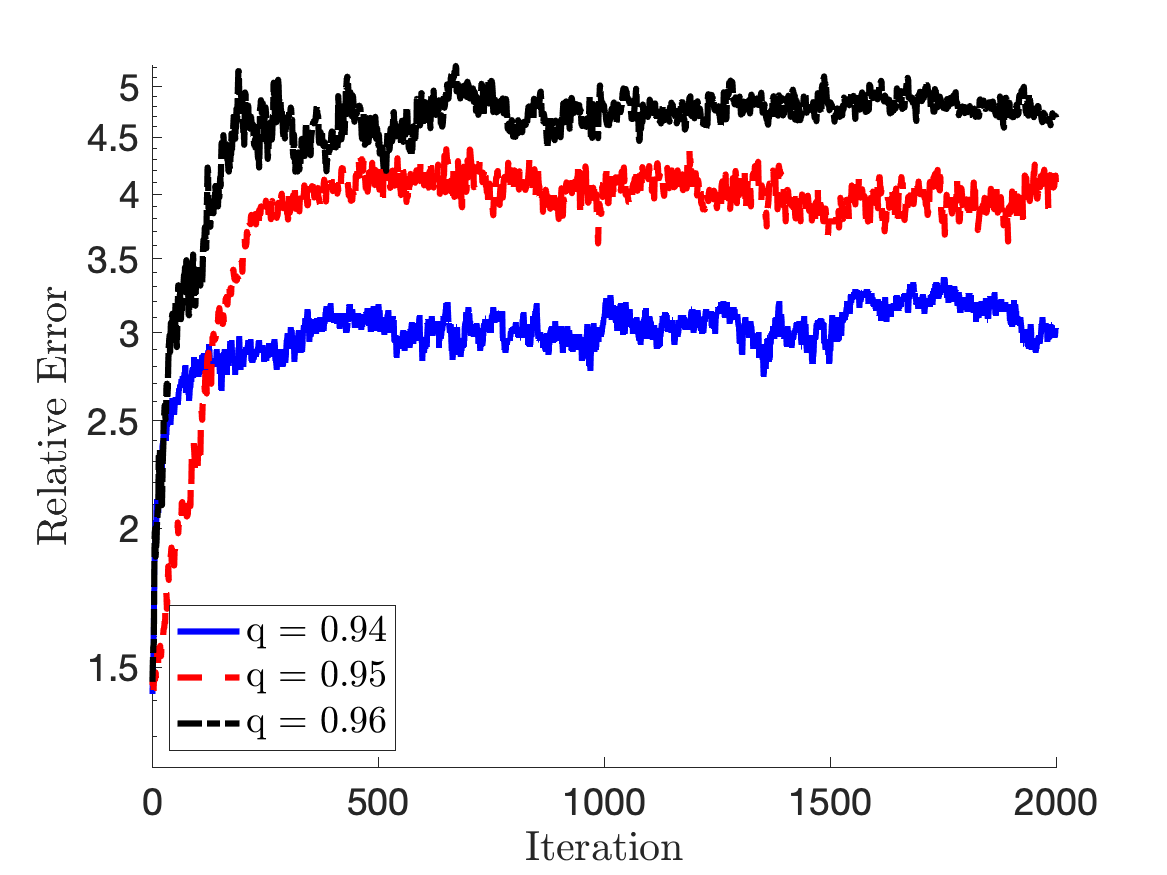 5
4.5
4
3.5
3
2.5
2
1.5
Relative Error
q = 0.94
q = 0.95
q = 0.96
0 500 1000 1500 2000
Iteration